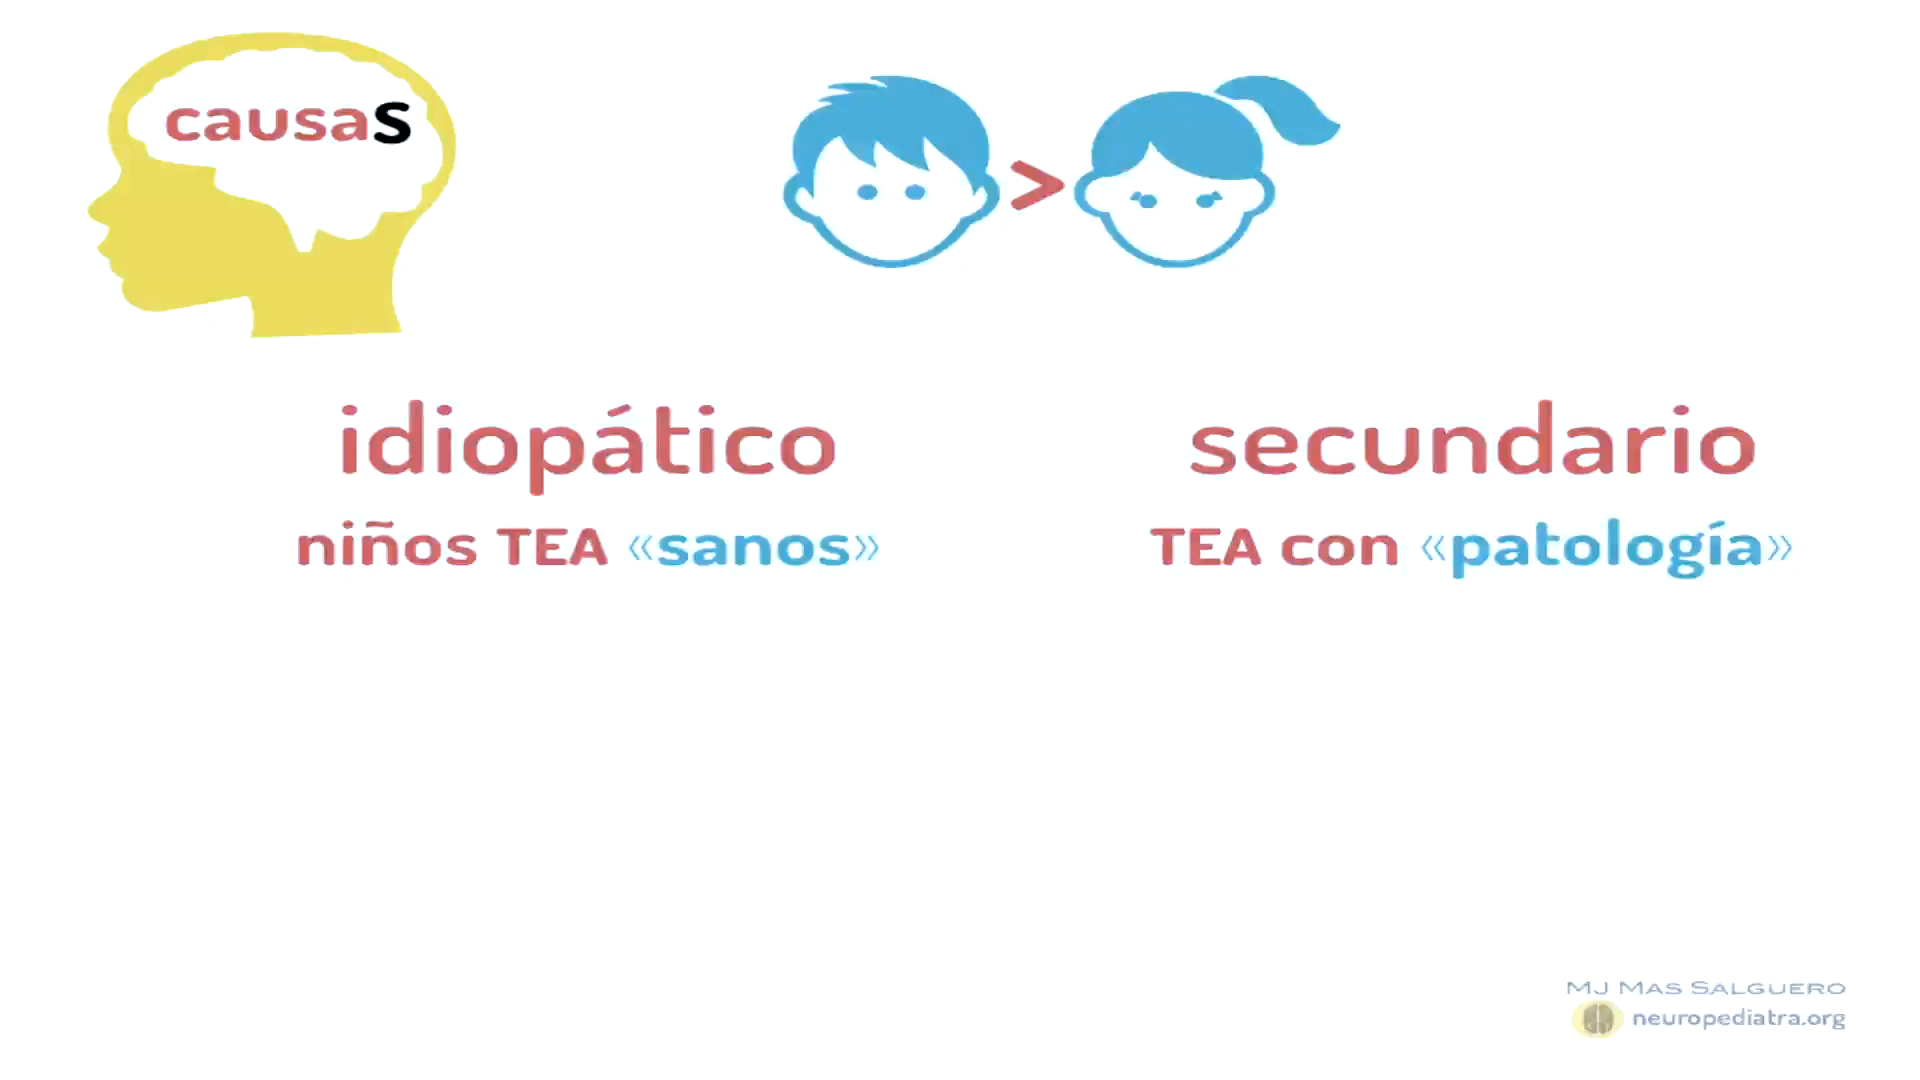 causaS
>
idiopático
niños TEA «sanos»
secundario
TEA con «patología»
MJ MAS SALGUERO
neuropediatra.org